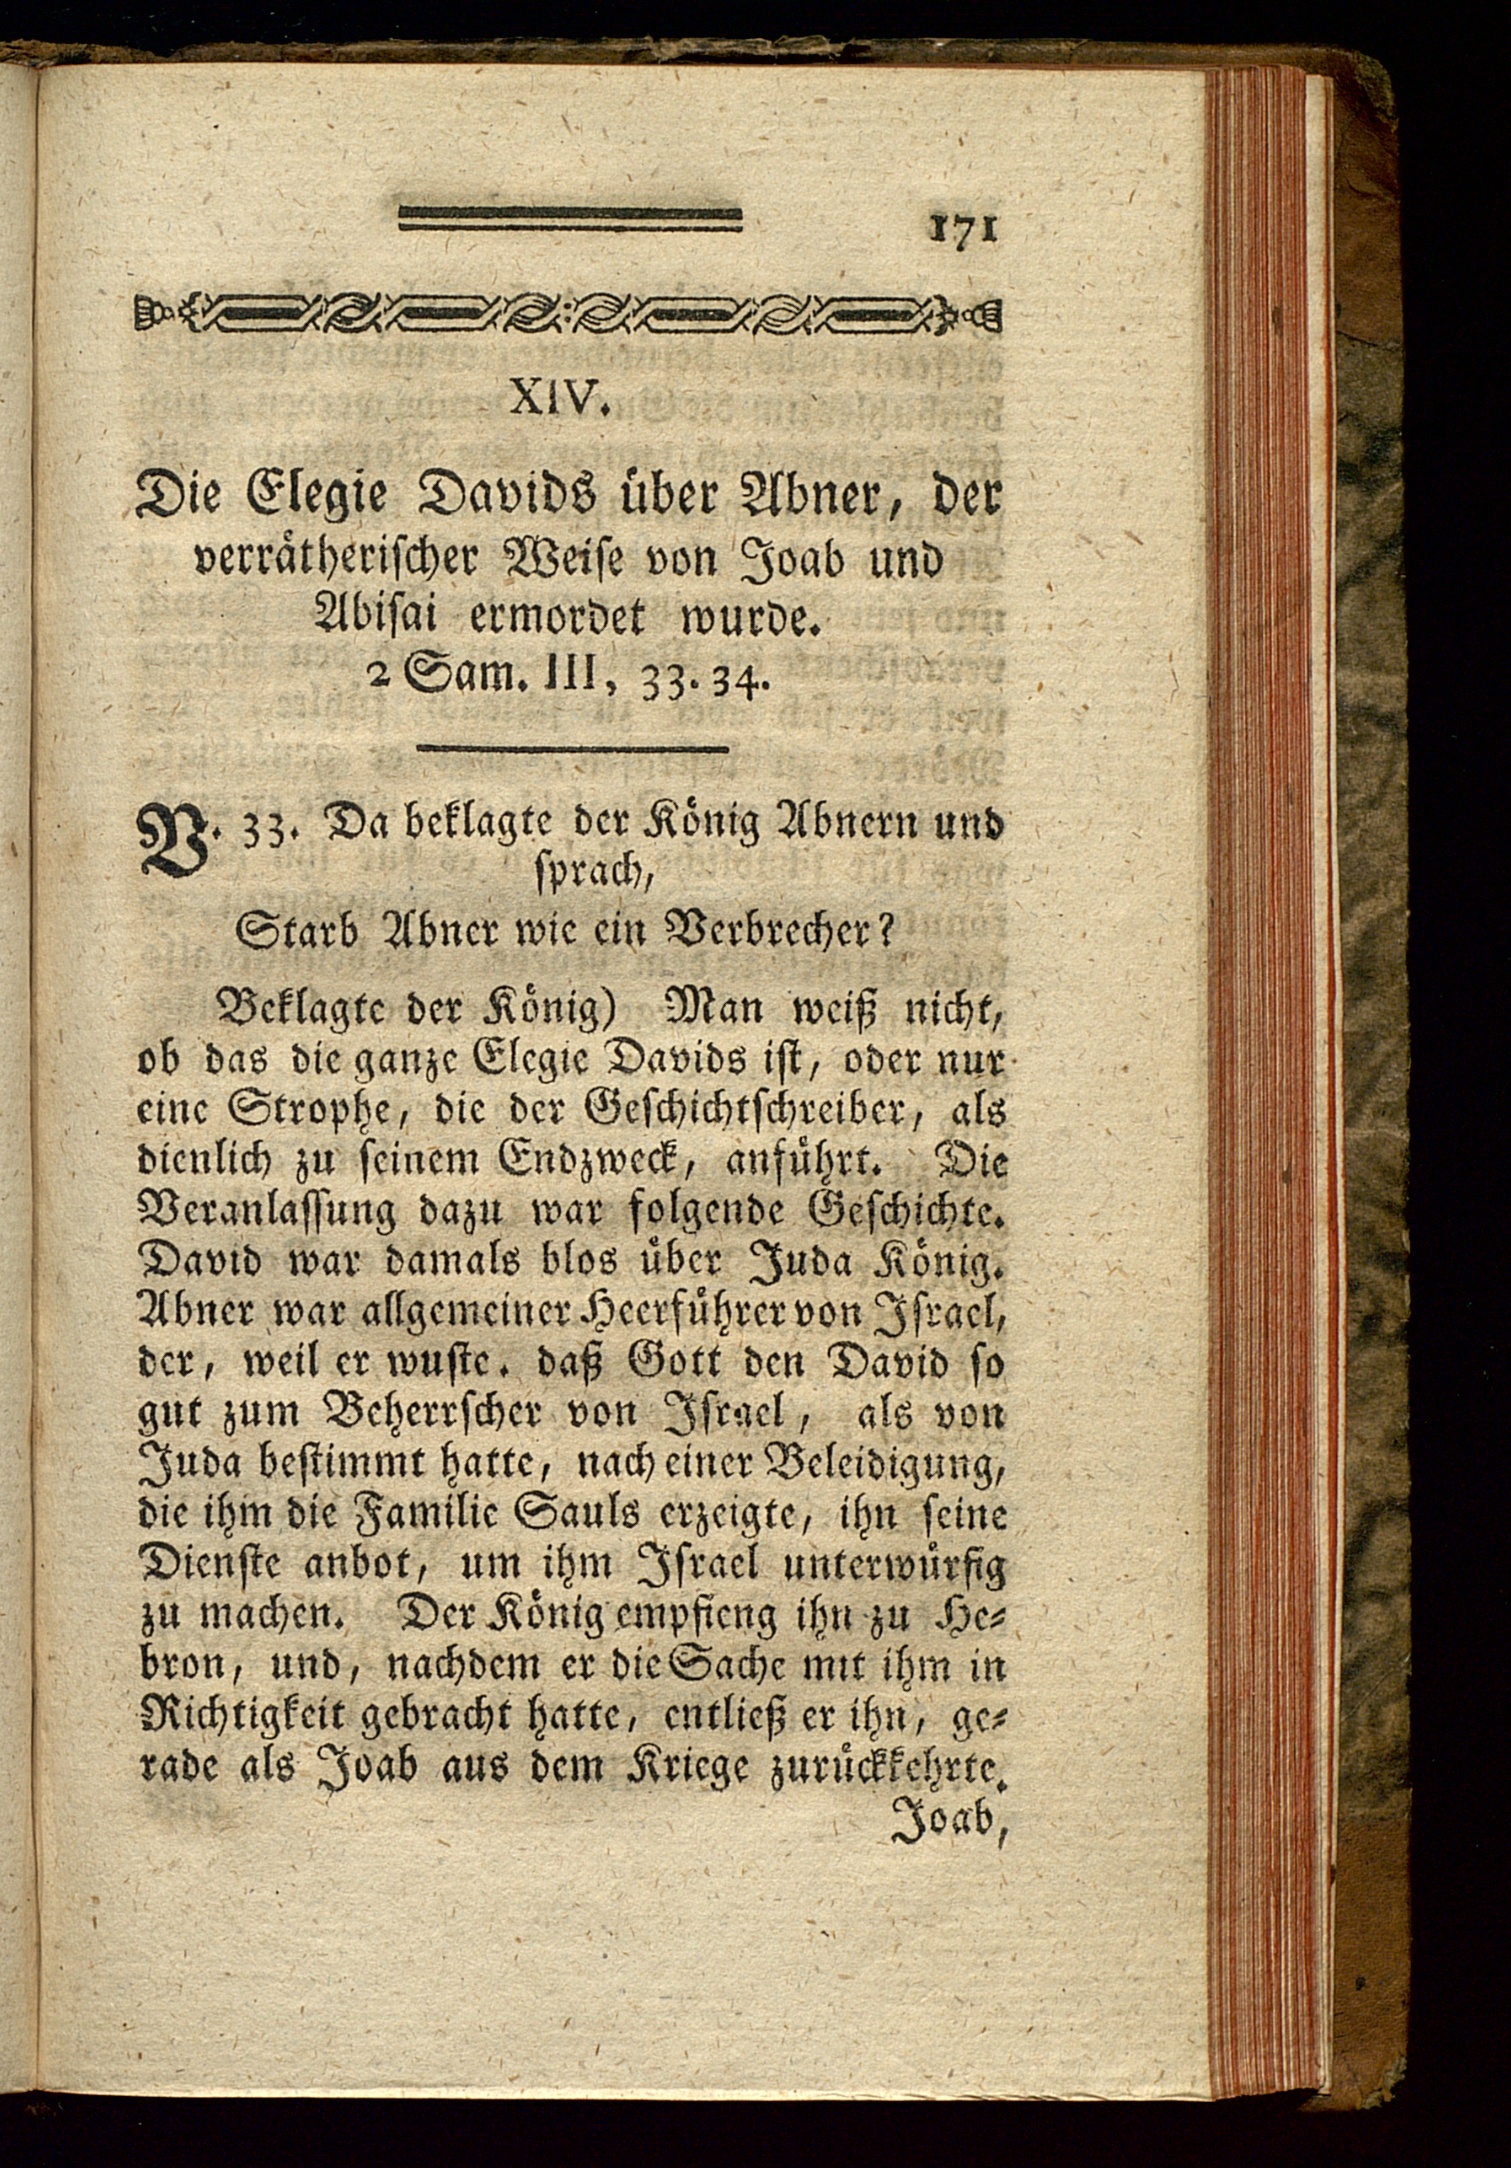 171
XIV.
Die Elegie Davids über Abner, der
verrätherischer Weise von Joab und
Abisai ermordet wurde.
2 Sam. III, 33. 34.
V. 33. Da beklagte der König Abnern und
sprach,
Starb Abner wie ein Verbrecher?
Beklagte der König) Man weiß nicht,
ob das die ganze Elegie Davids ist, oder nur
eine Strophe, die der Geschichtschreiber, als
dienlich zu seinem Endzweck, anführt. Die
Veranlassung dazu war folgende Geschichte.
David war damals blos über Juda König.
Abner war allgemeiner Heerführer von Israel,
der, weil er wuste. daß Gott den David so
gut zum Beherrscher von Israel, als von
Juda bestimmt hatte, nach einer Beleidigung,
die ihm die Familie Sauls erzeigte, ihn seine
Dienste anbot, um ihm Israel unterwürfig
zu machen. Der König empfieng ihn zu He-
bron, und, nachdem er die Sache mit ihm in
Richtigkeit gebracht hatte, entließ er ihn, ge-
rade als Joab aus dem Kriege zurückkehrte.
Joab,